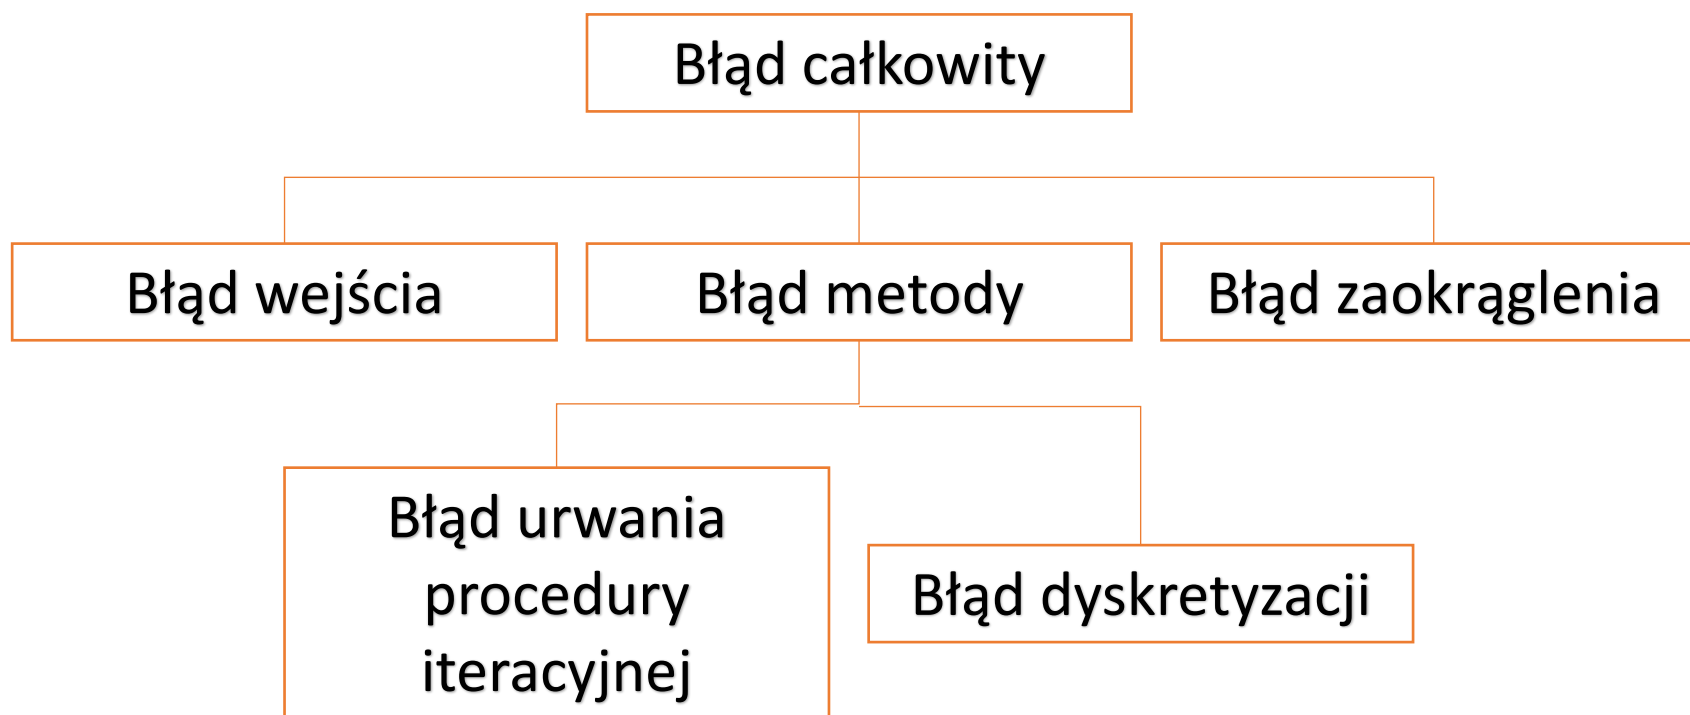 Błąd całkowity
Błąd wejścia
Błąd metody
Błąd zaokrąglenia
Błąd urwania
procedury
iteracyjnej
Błąd dyskretyzacji